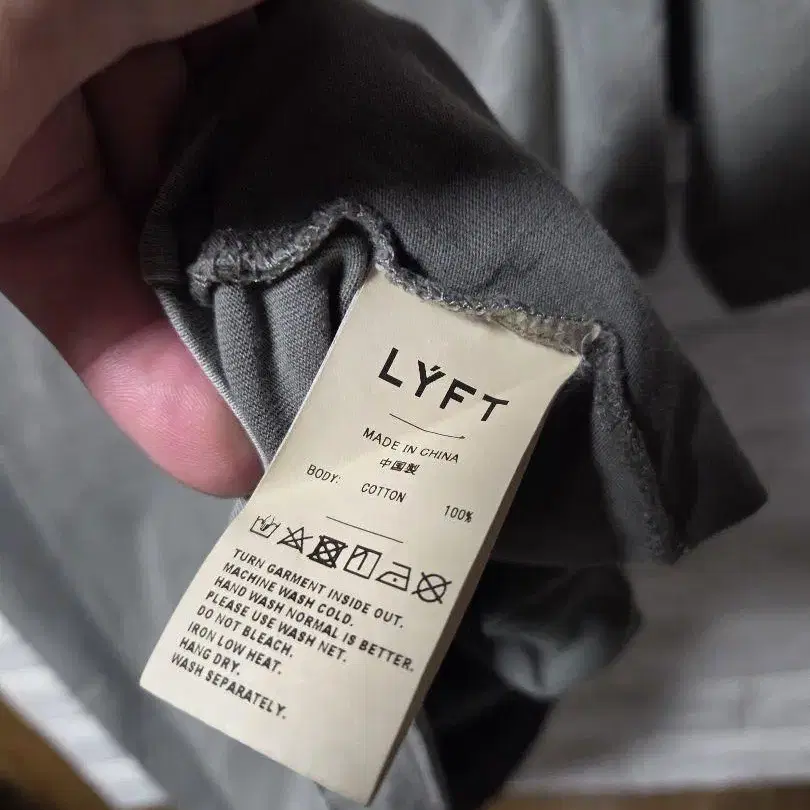 LÝFT
MADE IN CHINA
中国製
BODY: COTTON 100%
TURN GARMENT INSIDE OUT.
MACHINE WASH COLD.
HAND WASH NORMAL IS BETTER.
PLEASE USE WASH NET.
DO NOT BLEACH.
IRON LOW HEAT.
HANG DRY.
WASH SEPARATELY.